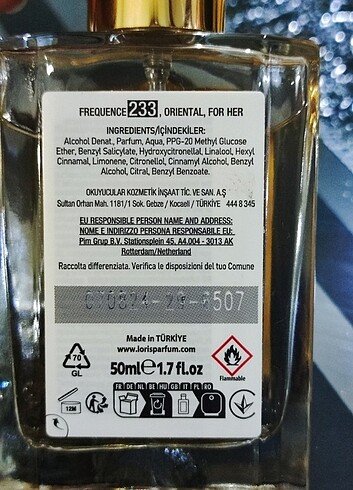 FREQUENCE 233, ORIENTAL, FOR HER
INGREDIENTS/İÇİNDEKİLER:
Alcohol Denat., Parfum, Aqua, PPG-20 Methyl Glucose
Ether, Benzyl Salicylate, Hydroxycitronellal, Linalool, Hexyl
Cinnamal, Limonene, Citronellol, Cinnamyl Alcohol, Benzyl
Alcohol, Citral, Benzyl Benzoate.
OKUYUCULAR KOZMETİK İNŞAAT TİC. VE SAN. A.Ş
Sultan Orhan Mah. 1181/1 Sok. Gebze / Kocaeli / TÜRKİYE 444 8 345
EU RESPONSIBLE PERSON NAME AND ADDRESS:
NOME E INDIRIZZO PERSONA RESPONSABILE EU:
Pim Grup B.V. Stationsplein 45, A4.004 - 3013 AK
Rotterdam/Netherland
Raccolta differenziata. Verifica le disposizioni del tuo Comune
Made in TÜRKİYE
www.lorisparfum.com
70
GL
50ml e 1.7 fl.oz
Flammable
FR DE NL BE HU GB IT PL RO
12M